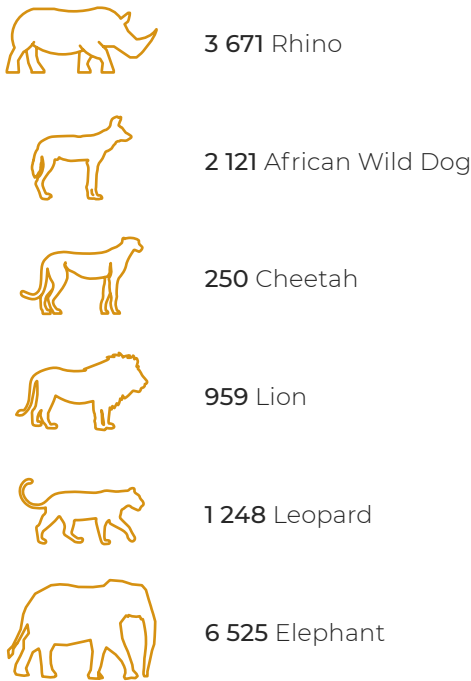 3 671 Rhino
2 121 African Wild Dog
250 Cheetah
959 Lion
1 248 Leopard
6 525 Elephant